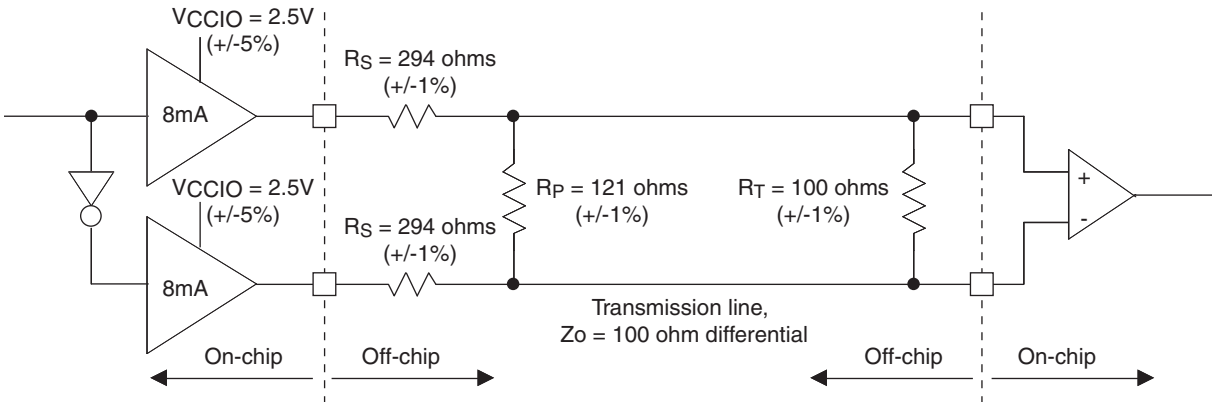 VCCIO = 2.5V
(+/-5%)
RS = 294 ohms
(+/-1%)
8mA
VCCIO = 2.5V
(+/-5%)
RP = 121 ohms
(+/-1%)
RT = 100 ohms
(+/-1%)
+
-
RS = 294 ohms
(+/-1%)
8mA
Transmission line,
Zo = 100 ohm differential
On-chip
Off-chip
Off-chip
On-chip